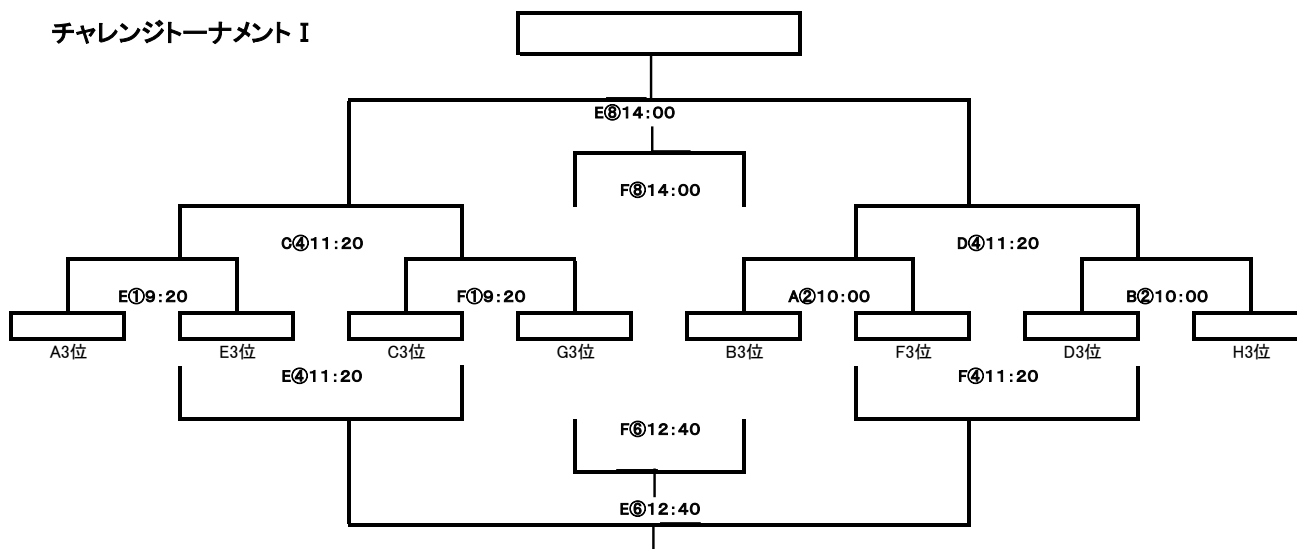 チャレンジトーナメント Ⅰ
E⑧14:00
F⑧14:00
C④11:20
D④11:20
E①9:20
F①9:20
A②10:00
B②10:00
A3位
E3位
C3位
G3位
B3位
F3位
D3位
H3位
E④11:20
F④11:20
F⑥12:40
E⑥12:40